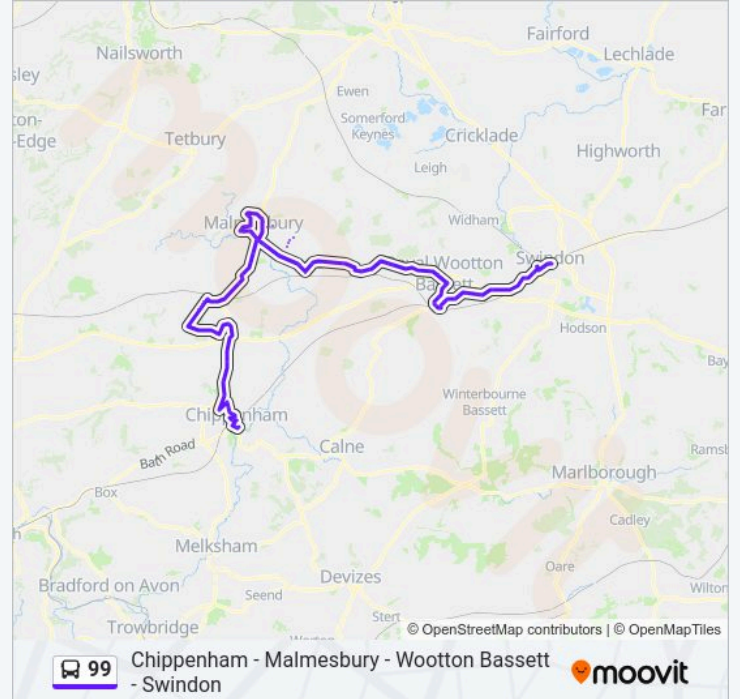 Fairford
Nailsworth
Lechlade
sley
Ewen
Far
ton-
-Edge
Somerford
Keynes
Tetbury
Cricklade
Highworth
Leigh
Malmesbury
Widham
Swindon
al Wootton
Bassett
Hodson
Bay
Winterbourne
Bassett
Chippenham
Calne
Bath Road
Ramsb
Marlborough
Box
Cadley
h
Melksham
Oare
Devizes
Bradford on Avon
Seend
Wilton
Stert
Trowbridge
© OpenStreetMap contributors | © OpenMapTiles
99
Chippenham - Malmesbury - Wootton Bassett
- Swindon
moovit